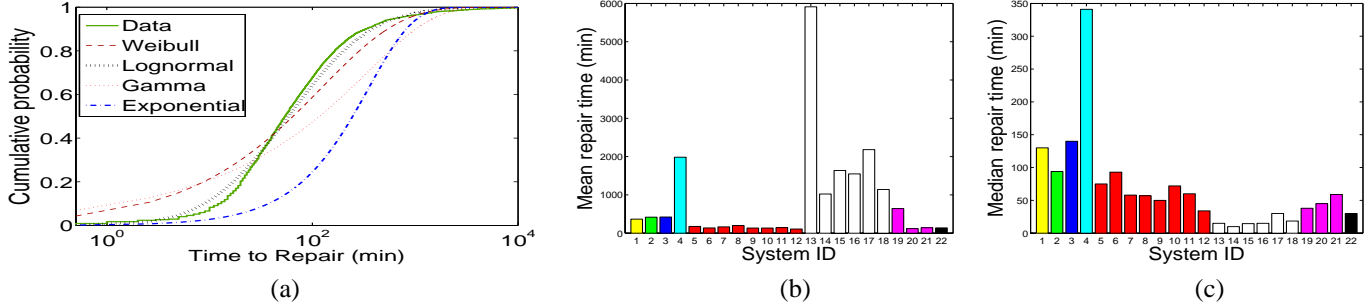 Cumulative probability
1
0.8
0.6
0.4
0.2
0
Data
Weibull
Lognormal
Gamma
Exponential
10^0
10^2
10^4
Time to Repair (min)
(a)
Mean repair time (min)
6000
5000
4000
3000
2000
1000
0
1 2 3 4 5 6 7 8 9 10 11 12 13 14 15 16 17 18 19 20 21 22
System ID
(b)
Median repair time (min)
350
300
250
200
150
100
50
0
1 2 3 4 5 6 7 8 9 10 11 12 13 14 15 16 17 18 19 20 21 22
System ID
(c)